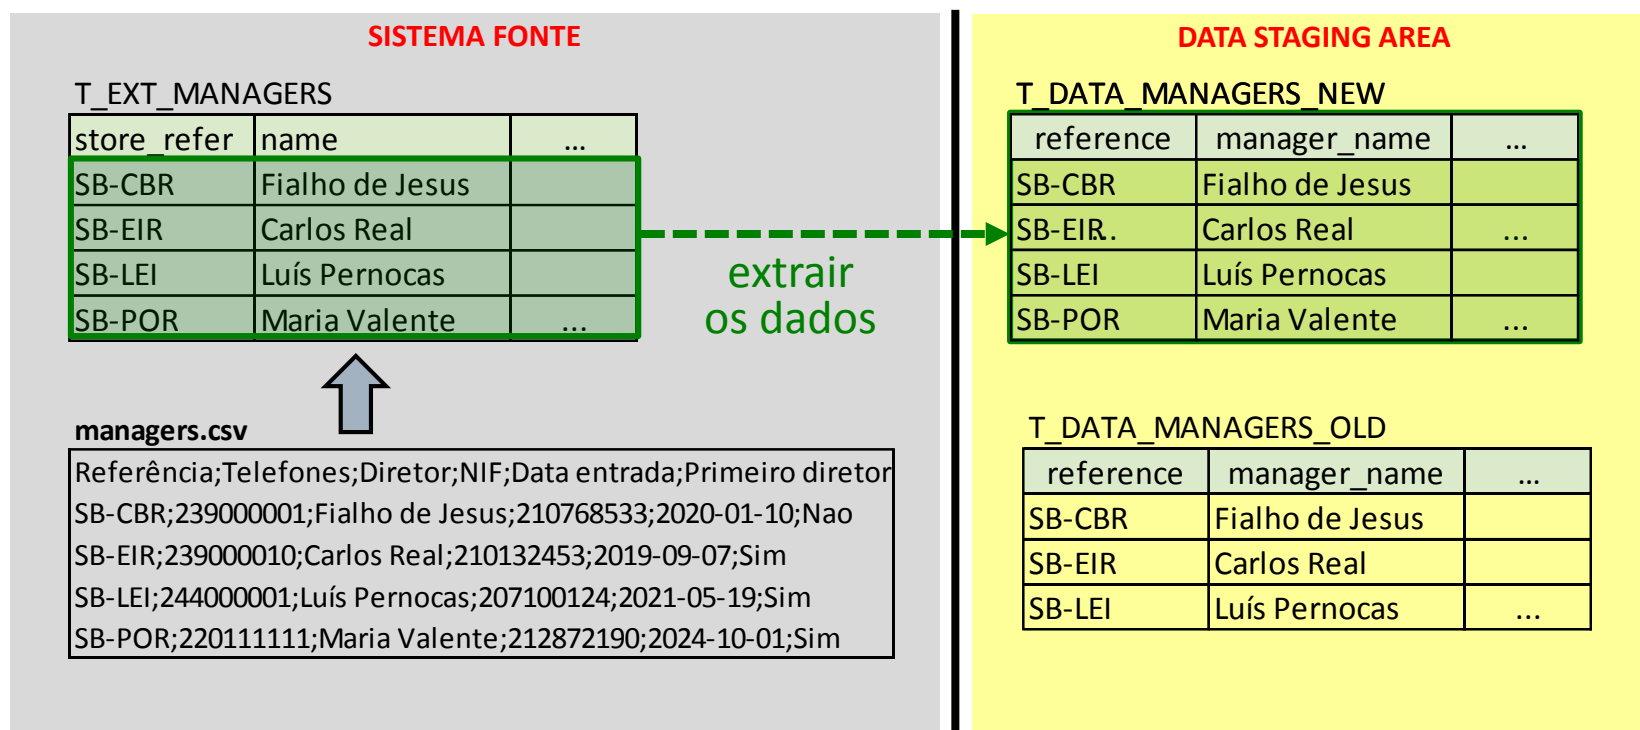 SISTEMA FONTE
T_EXT_MANAGERS
store_refer name ...
SB-CBR Fialho de Jesus
SB-EIR Carlos Real
SB-LEI Luís Pernocas
SB-POR Maria Valente ...
extrair
os dados
managers.csv
Referência;Telefones;Diretor;NIF;Data entrada;Primeiro diretor
SB-CBR;239000001;Fialho de Jesus;210768533;2020-01-10;Nao
SB-EIR;239000010;Carlos Real;210132453;2019-09-07;Sim
SB-LEI;244000001;Luís Pernocas;207100124;2021-05-19;Sim
SB-POR;220111111;Maria Valente;212872190;2024-10-01;Sim
DATA STAGING AREA
T_DATA_MANAGERS_NEW
reference manager_name ...
SB-CBR Fialho de Jesus
SB-EIR.. Carlos Real ...
SB-LEI Luís Pernocas
SB-POR Maria Valente ...
T_DATA_MANAGERS_OLD
reference manager_name ...
SB-CBR Fialho de Jesus
SB-EIR Carlos Real
SB-LEI Luís Pernocas ...